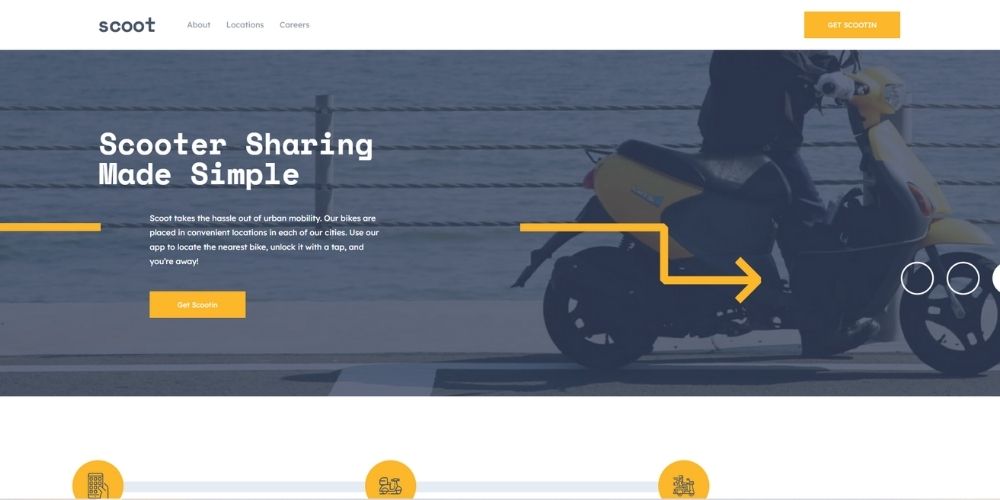 scoot
About Locations Careers
GET SCOOTIN
Scooter Sharing
Made Simple
Scoot takes the hassle out of urban mobility. Our bikes are
placed in convenient locations in each of our cities. Use our
app to locate the nearest bike, unlock it with a tap, and
you're away!
Get Scootin